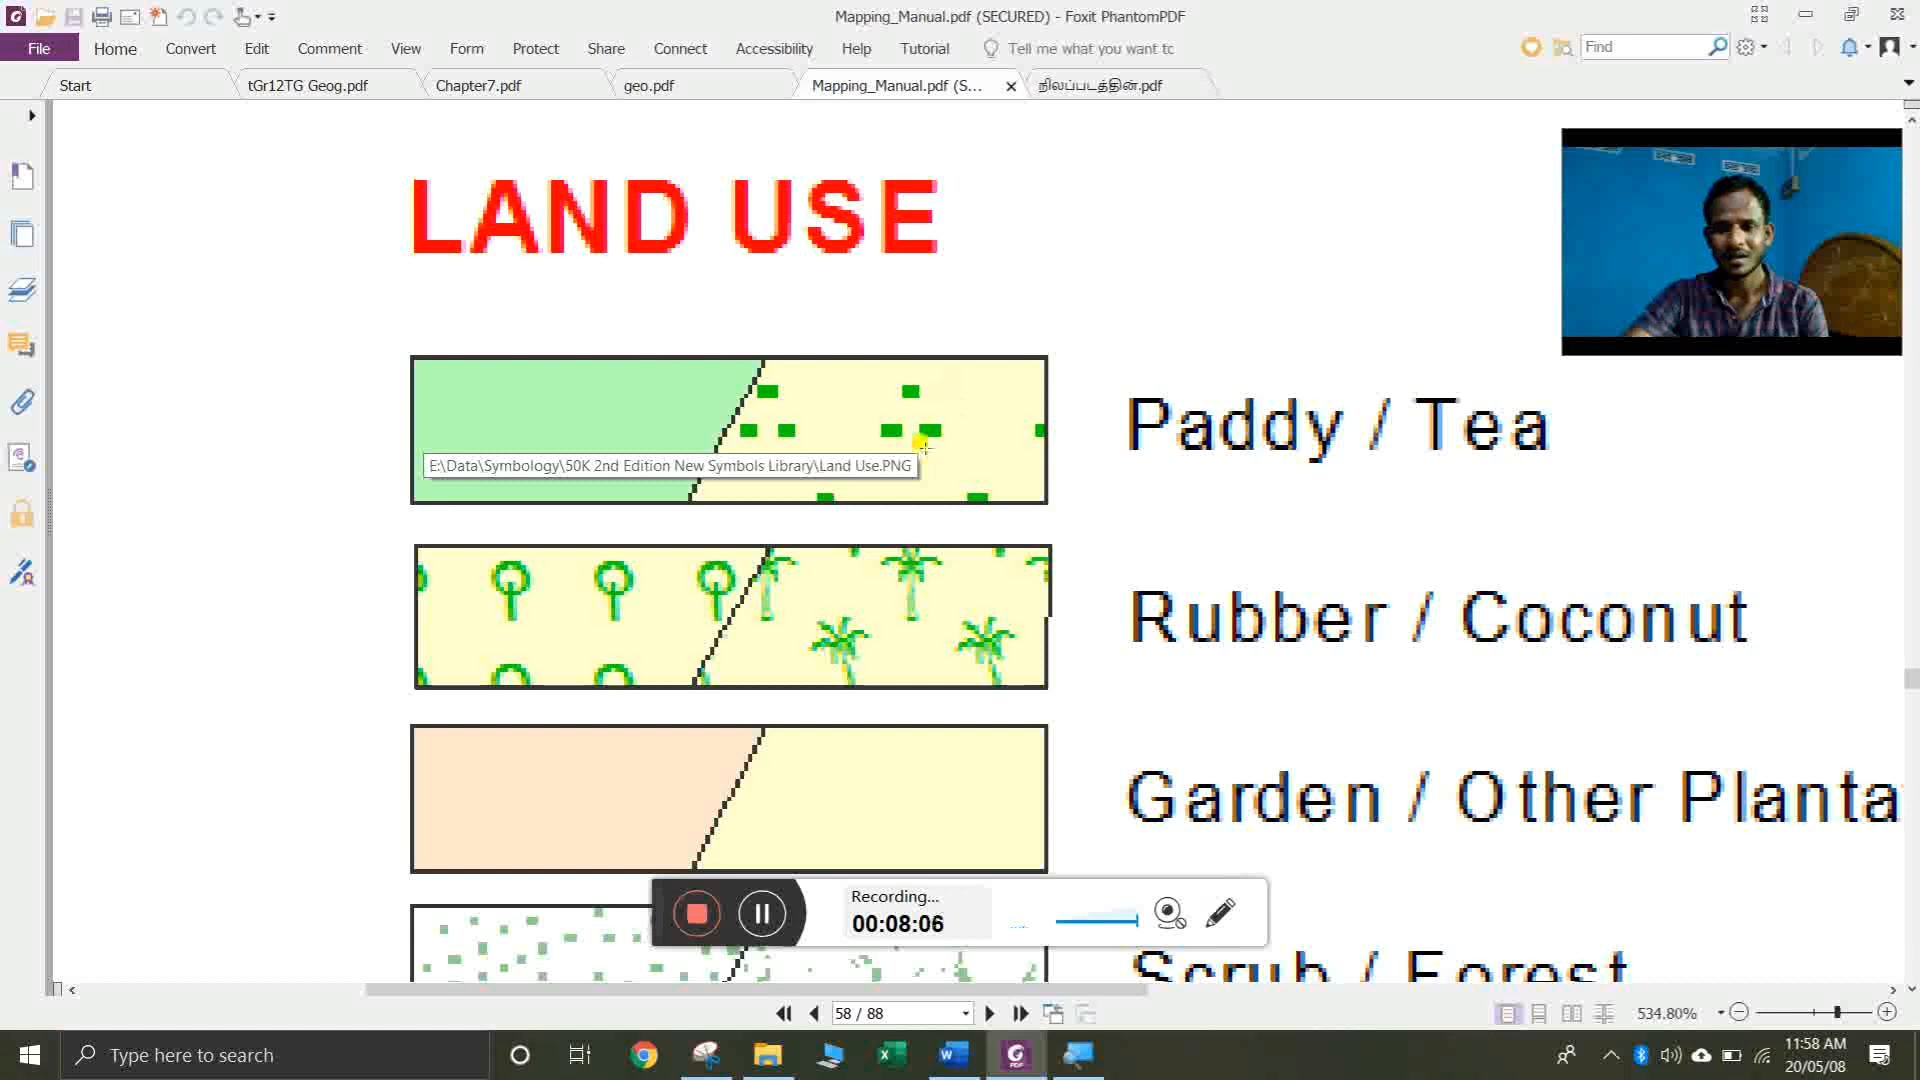 Mapping_Manual.pdf (SECURED) - Foxit PhantomPDF
File Home Convert Edit Comment View Form Protect Share Connect Accessibility Help Tutorial Tell me what you want tc Find
Start tGr12TG Geog.pdf Chapter7.pdf geo.pdf Mapping_Manual.pdf (S... நிலப்படத்தின்.pdf
LAND USE
Paddy / Tea
E:\Data\Symbology\50K 2nd Edition New Symbols Library\Land Use.PNG
Rubber / Coconut
Garden / Other Planta
Recording...
00:08:06
Scrub / Forest
58 / 88
534.80%
Type here to search
11:58 AM
20/05/08